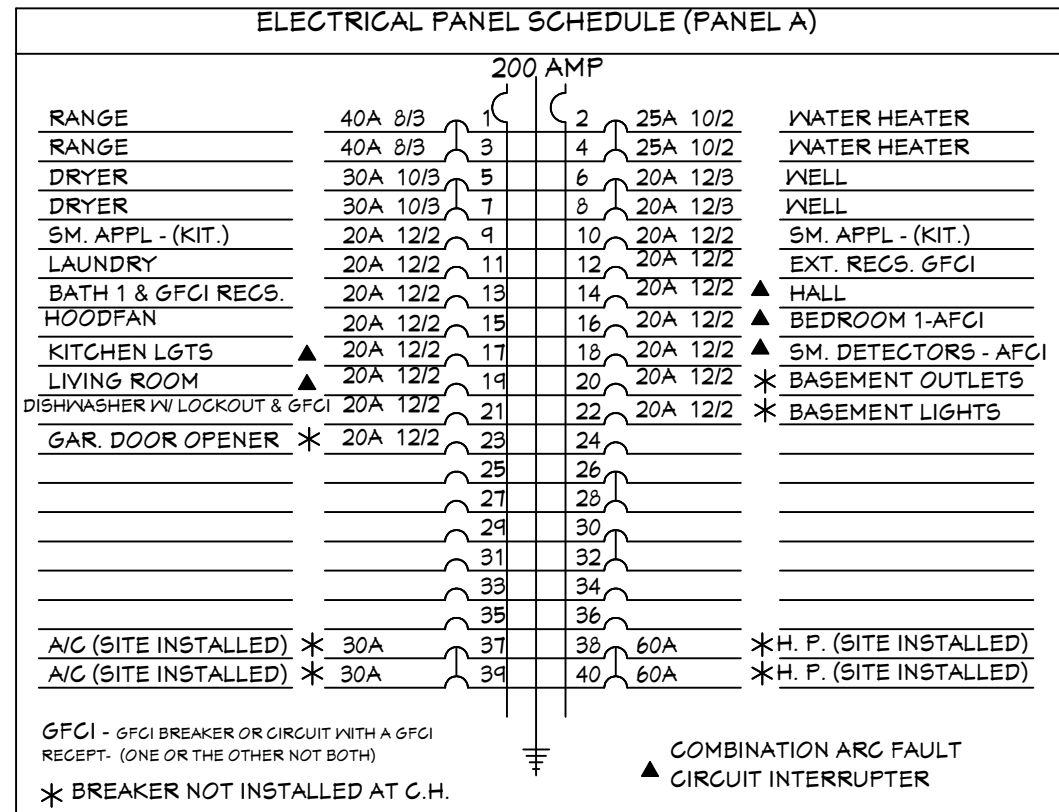 ELECTRICAL PANEL SCHEDULE (PANEL A)
200 AMP
RANGE 40A 8/3 1 2 25A 10/2 WATER HEATER
RANGE 40A 8/3 3 4 25A 10/2 WATER HEATER
DRYER 30A 10/3 5 6 20A 12/3 WELL
DRYER 30A 10/3 7 8 20A 12/3 WELL
SM. APPL - (KIT.) 20A 12/2 9 10 20A 12/2 SM. APPL - (KIT.)
LAUNDRY 20A 12/2 11 12 20A 12/2 EXT. RECS. GFCI
BATH 1 & GFCI RECS. 20A 12/2 13 14 20A 12/2 ▲ HALL
HOODFAN 20A 12/2 15 16 20A 12/2 ▲ BEDROOM 1-AFCI
KITCHEN LGTS ▲ 20A 12/2 17 18 20A 12/2 ▲ SM. DETECTORS - AFCI
LIVING ROOM ▲ 20A 12/2 19 20 20A 12/2 * BASEMENT OUTLETS
DISHWASHER W/ LOCKOUT & GFCI 20A 12/2 21 22 20A 12/2 * BASEMENT LIGHTS
GAR. DOOR OPENER * 20A 12/2 23 24
25 26
27 28
29 30
31 32
33 34
35 36
A/C (SITE INSTALLED) * 30A 37 38 60A * H. P. (SITE INSTALLED)
A/C (SITE INSTALLED) * 30A 39 40 60A * H. P. (SITE INSTALLED)
GFCI - GFCI BREAKER OR CIRCUIT WITH A GFCI
RECEPT- (ONE OR THE OTHER NOT BOTH)
* BREAKER NOT INSTALLED AT C.H.
▲ COMBINATION ARC FAULT
CIRCUIT INTERRUPTER